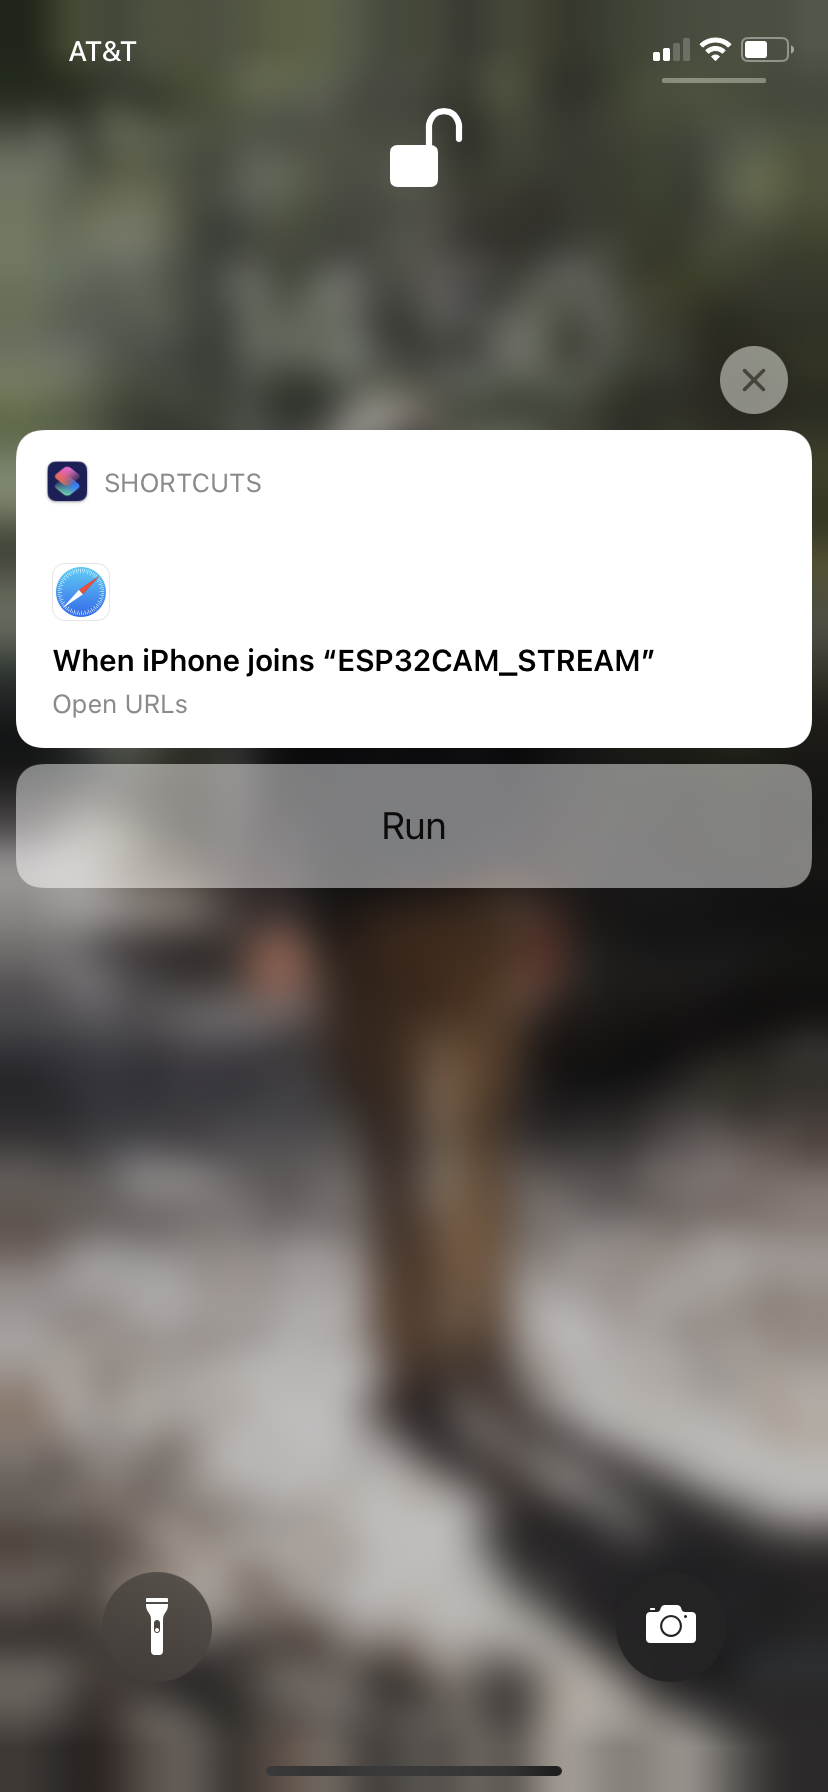 AT&T
SHORTCUTS
When iPhone joins “ESP32CAM_STREAM”
Open URLs
Run